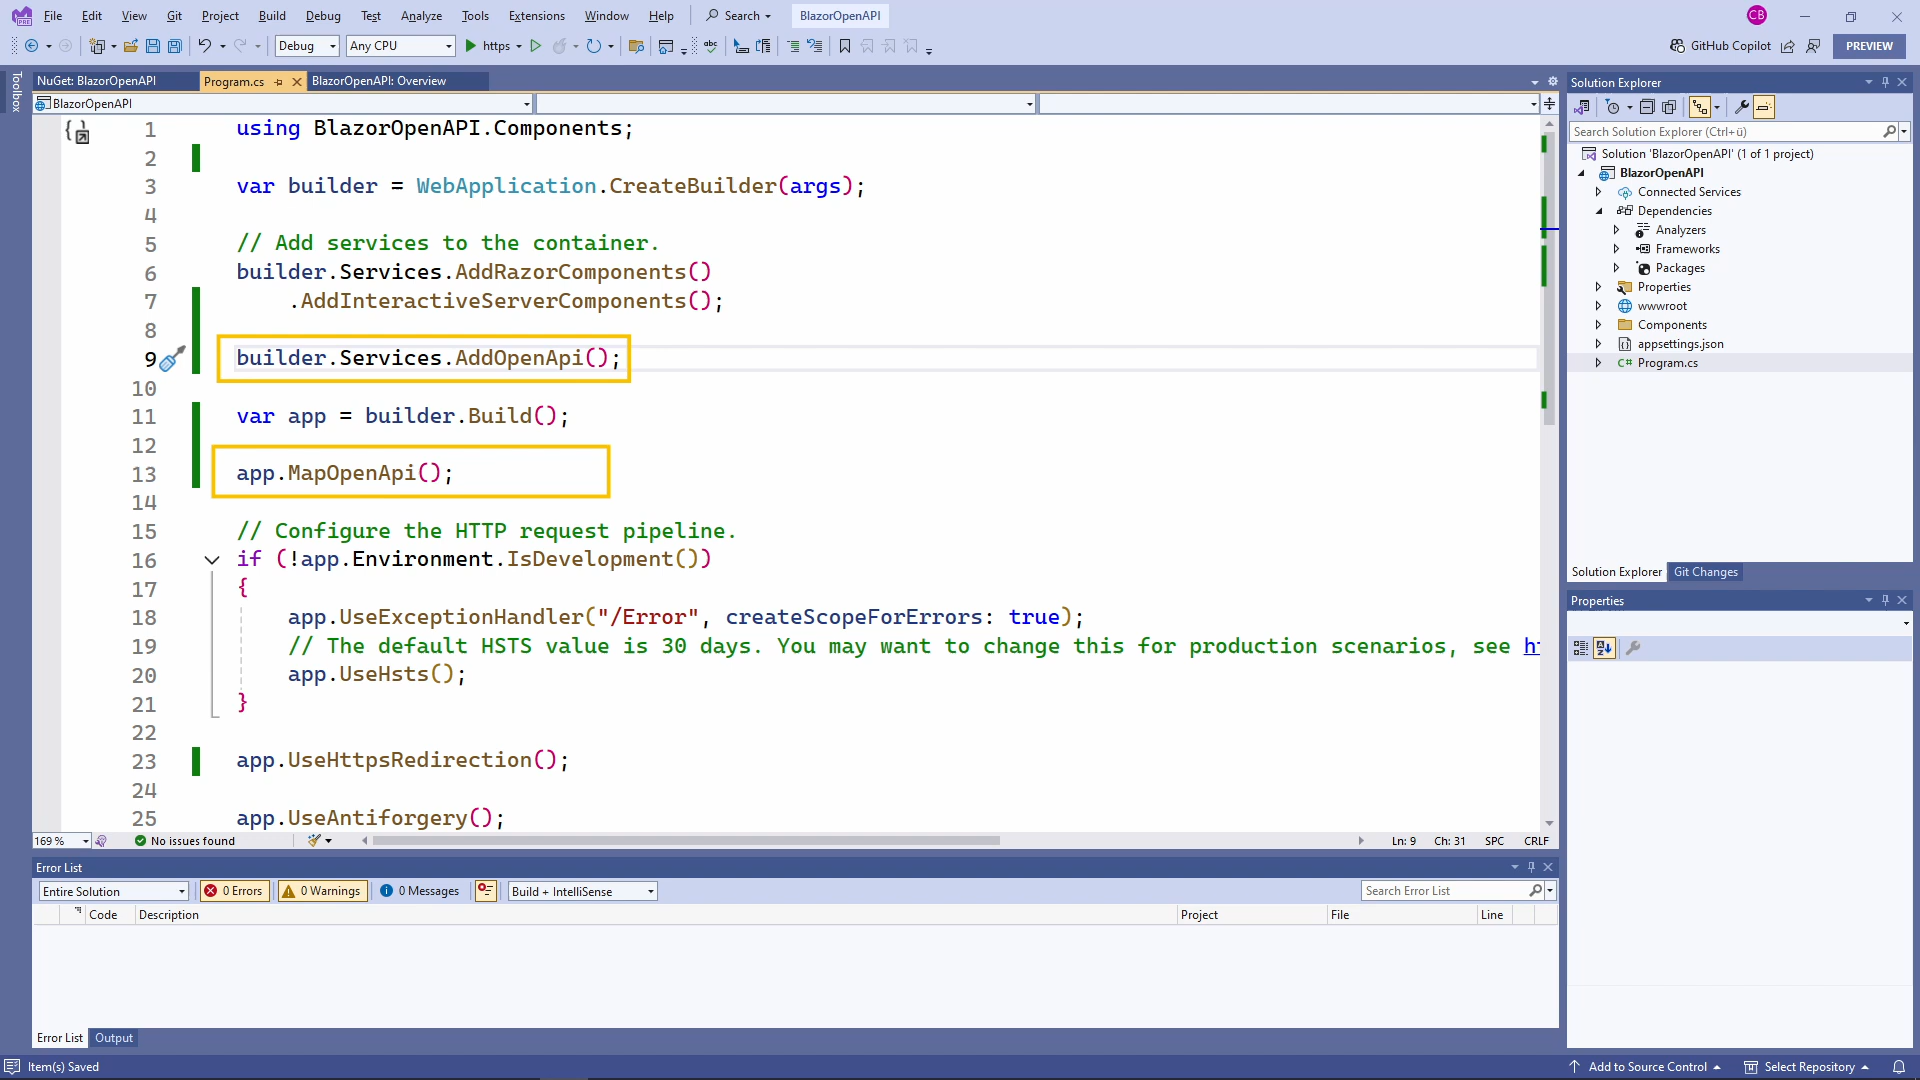 File Edit View Git Project Build Debug Test Analyze Tools Extensions Window Help Search BlazorOpenAPI CB
Debug Any CPU https GitHub Copilot PREVIEW
Toolbox
NuGet: BlazorOpenAPI Program.cs BlazorOpenAPI: Overview
BlazorOpenAPI
1 using BlazorOpenAPI.Components;
2
3 var builder = WebApplication.CreateBuilder(args);
4
5 // Add services to the container.
6 builder.Services.AddRazorComponents()
7 .AddInteractiveServerComponents();
8
9 builder.Services.AddOpenApi();
10
11 var app = builder.Build();
12
13 app.MapOpenApi();
14
15 // Configure the HTTP request pipeline.
16 if (!app.Environment.IsDevelopment())
17 {
18 app.UseExceptionHandler("/Error", createScopeForErrors: true);
19 // The default HSTS value is 30 days. You may want to change this for production scenarios, see
20 app.UseHsts();
21 }
22
23 app.UseHttpsRedirection();
24
25 app.UseAntiforgery();
169 % No issues found Ln: 9 Ch: 31 SPC CRLF
Error List
Entire Solution 0 Errors 0 Warnings 0 Messages Build + IntelliSense Search Error List
Code Description Project File Line
Error List Output
Solution Explorer
Search Solution Explorer (Ctrl+ü)
Solution 'BlazorOpenAPI' (1 of 1 project)
BlazorOpenAPI
Connected Services
Dependencies
Analyzers
Frameworks
Packages
Properties
wwwroot
Components
appsettings.json
C# Program.cs
Solution Explorer Git Changes
Properties
Item(s) Saved Add to Source Control Select Repository